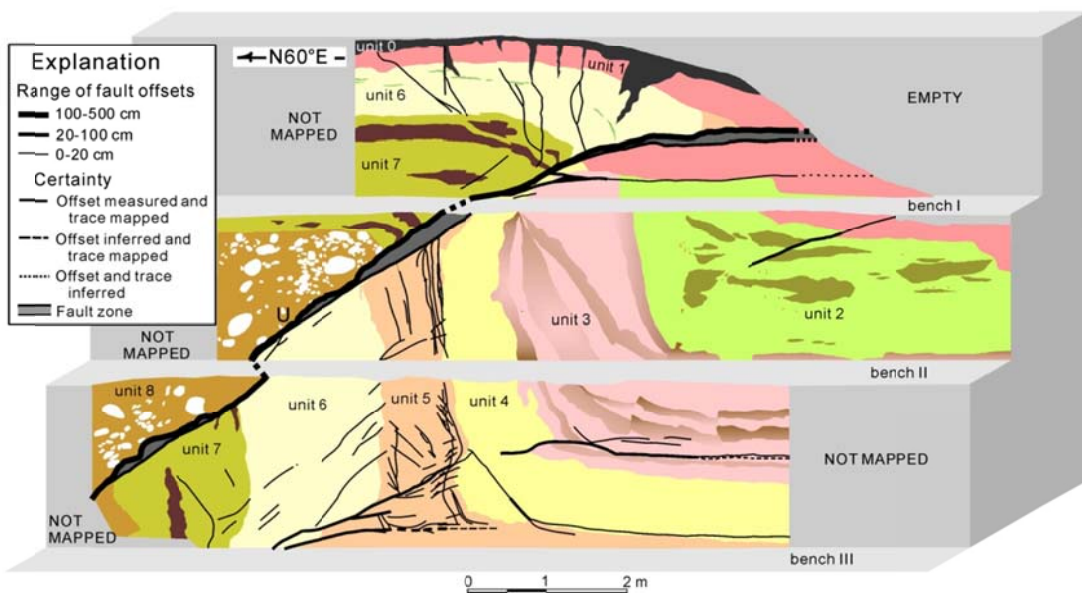 Explanation
Range of fault offsets
100-500 cm
20-100 cm
0-20 cm
Certainty
Offset measured and
trace mapped
Offset inferred and
trace mapped
Offset and trace
inferred
Fault zone
N60°E
unit 0
unit 1
unit 6
NOT
MAPPED
EMPTY
unit 7
bench I
U
unit 3
unit 2
NOT
MAPPED
bench II
unit 8
unit 6
unit 5
unit 4
unit 7
NOT MAPPED
NOT
MAPPED
bench III
0 1 2 m